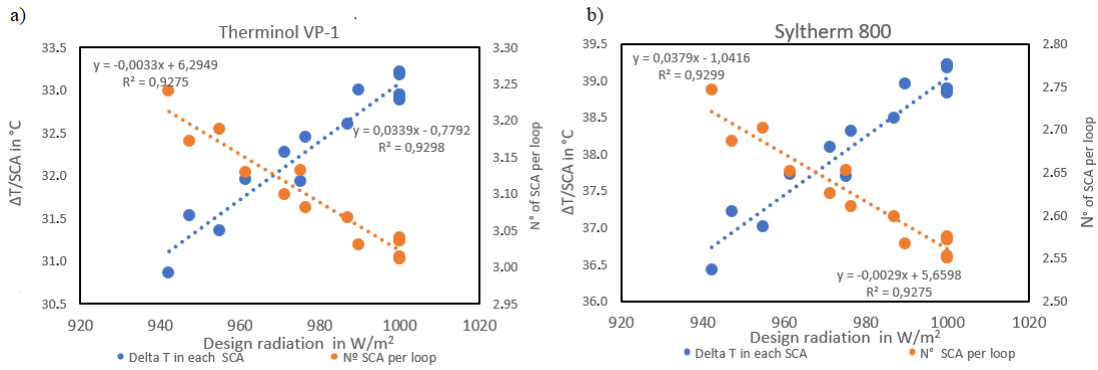 a)
Therminol VP-1
33.5
33.0
32.5
32.0
31.5
31.0
30.5
ΔT/SCA in °C
y = -0,0033x + 6,2949
R² = 0,9275
y = 0,0339x - 0,7792
R² = 0,9298
3.30
3.25
3.20
3.15
3.10
3.05
3.00
2.95
N° of SCA per loop
920 940 960 980 1000 1020
Design radiation in W/m²
Delta T in each SCA
Nº SCA per loop
b)
Syltherm 800
39.5
39.0
38.5
38.0
37.5
37.0
36.5
36.0
ΔT/SCA in °C
y = 0,0379x - 1,0416
R² = 0,9299
y = -0,0029x + 5,6598
R² = 0,9275
2.80
2.75
2.70
2.65
2.60
2.55
2.50
N° of SCA per loop
920 940 960 980 1000 1020
Design radiation in W/m²
Delta T in each SCA
N° SCA per loop